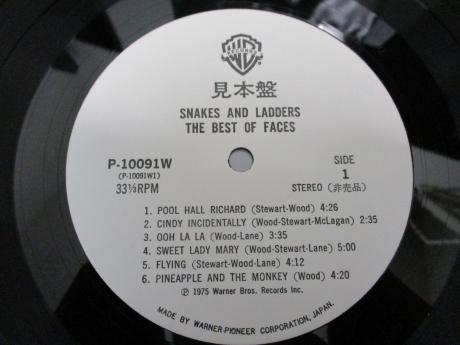 WB
RECORDS
見本盤
SNAKES AND LADDERS
THE BEST OF FACES
P-10091W
(P-10091W1)
33⅓RPM
SIDE
1
STEREO (非売品)
1. POOL HALL RICHARD (Stewart-Wood) 4:26
2. CINDY INCIDENTALLY (Wood-Stewart-McLagan) 2:35
3. OOH LA LA (Wood-Lane) 3:35
4. SWEET LADY MARY (Wood-Stewart-Lane) 5:00
5. FLYING (Stewart-Wood-Lane) 4:12
6. PINEAPPLE AND THE MONKEY (Wood) 4:20
℗ 1975 Warner Bros. Records Inc.
MADE BY WARNER-PIONEER CORPORATION, JAPAN.